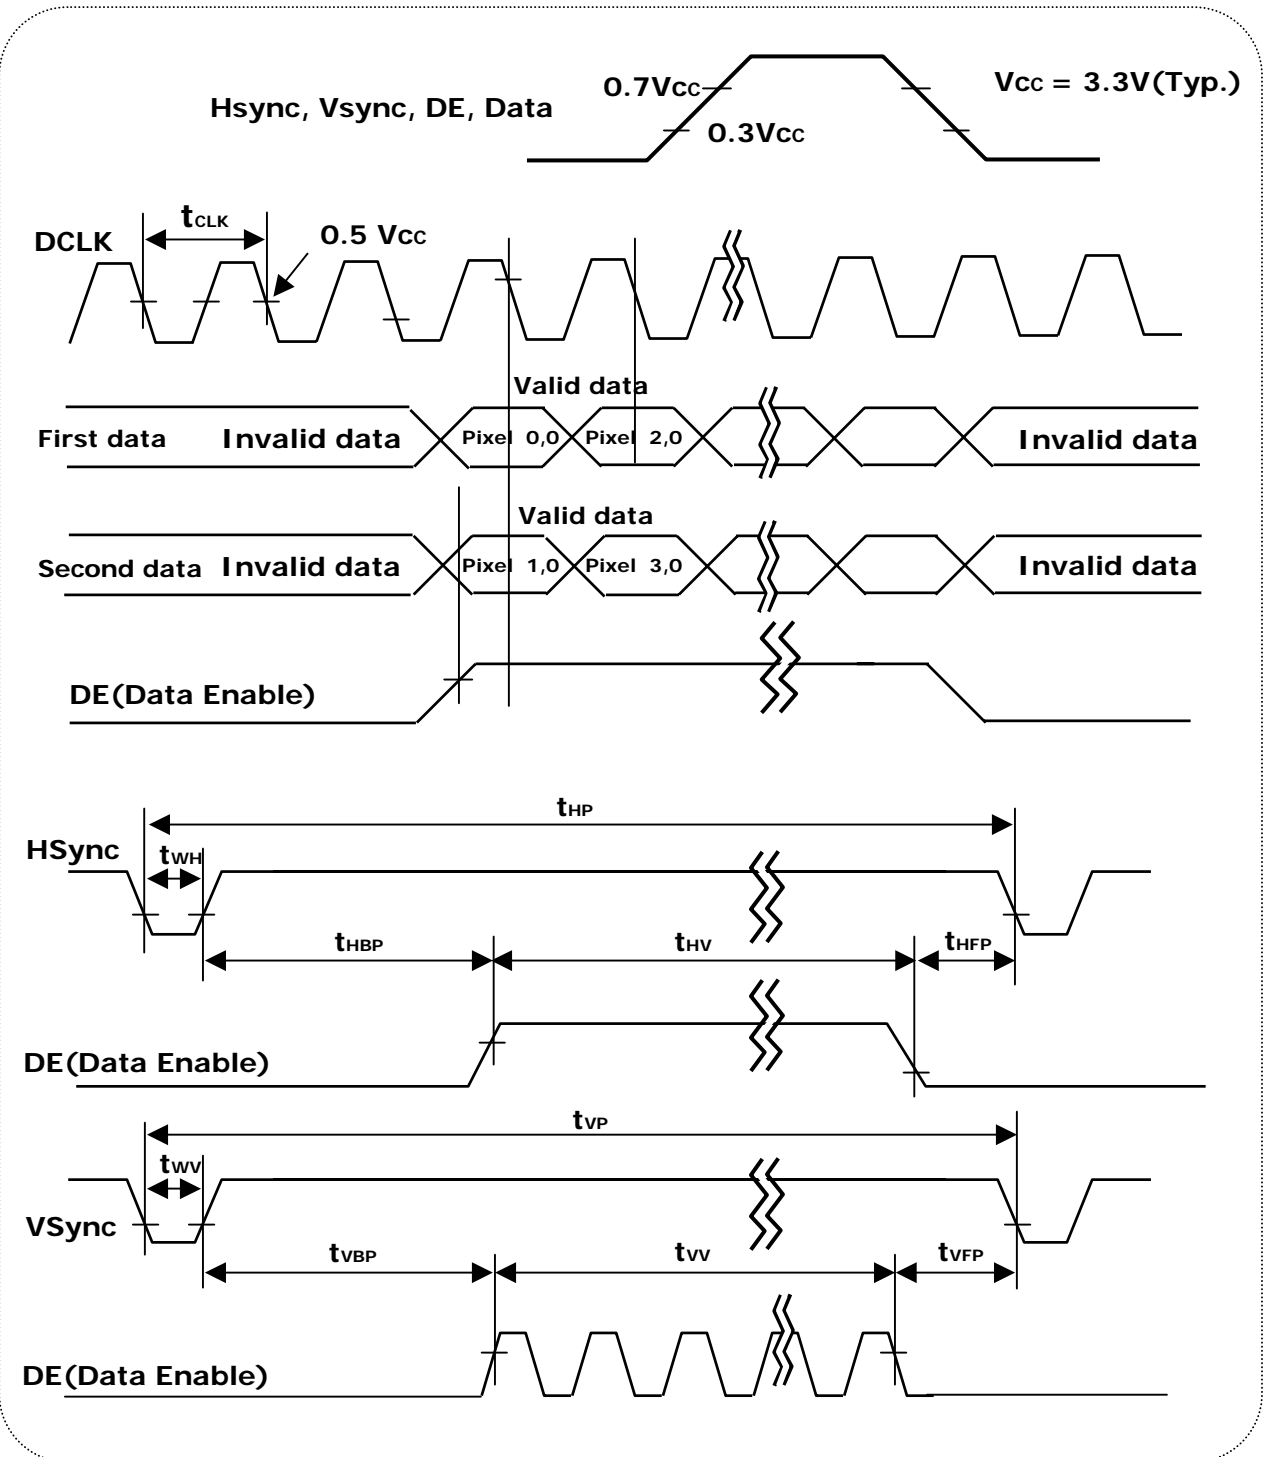 Hsync, Vsync, DE, Data
0.7Vcc
0.3Vcc
Vcc = 3.3V(Typ.)
DCLK
tCLK
0.5 Vcc
Valid data
First data
Invalid data
Pixel 0,0
Pixel 2,0
Invalid data
Valid data
Second data
Invalid data
Pixel 1,0
Pixel 3,0
Invalid data
DE(Data Enable)
tHP
HSync
tWH
tHBP
tHV
tHFP
DE(Data Enable)
tVP
tWV
VSync
tVBP
tVV
tVFP
DE(Data Enable)